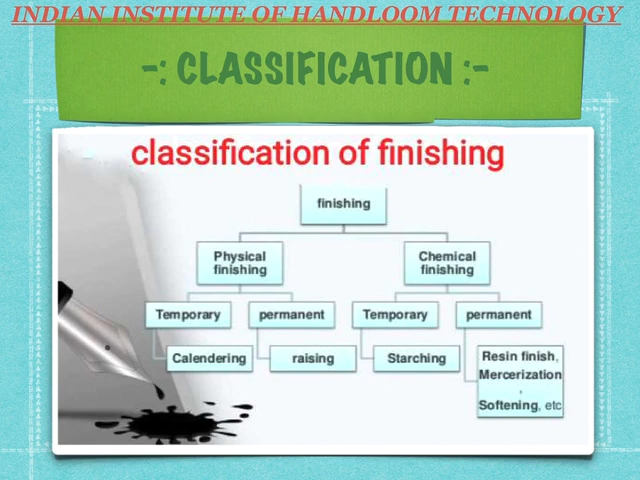 INDIAN INSTITUTE OF HANDLOOM TECHNOLOGY
-: CLASSIFICATION :-
classification of finishing
finishing
Physical
finishing
Chemical
finishing
Temporary
permanent
Temporary
permanent
Calendering
raising
Starching
Resin finish,
Mercerization
,
Softening, etc